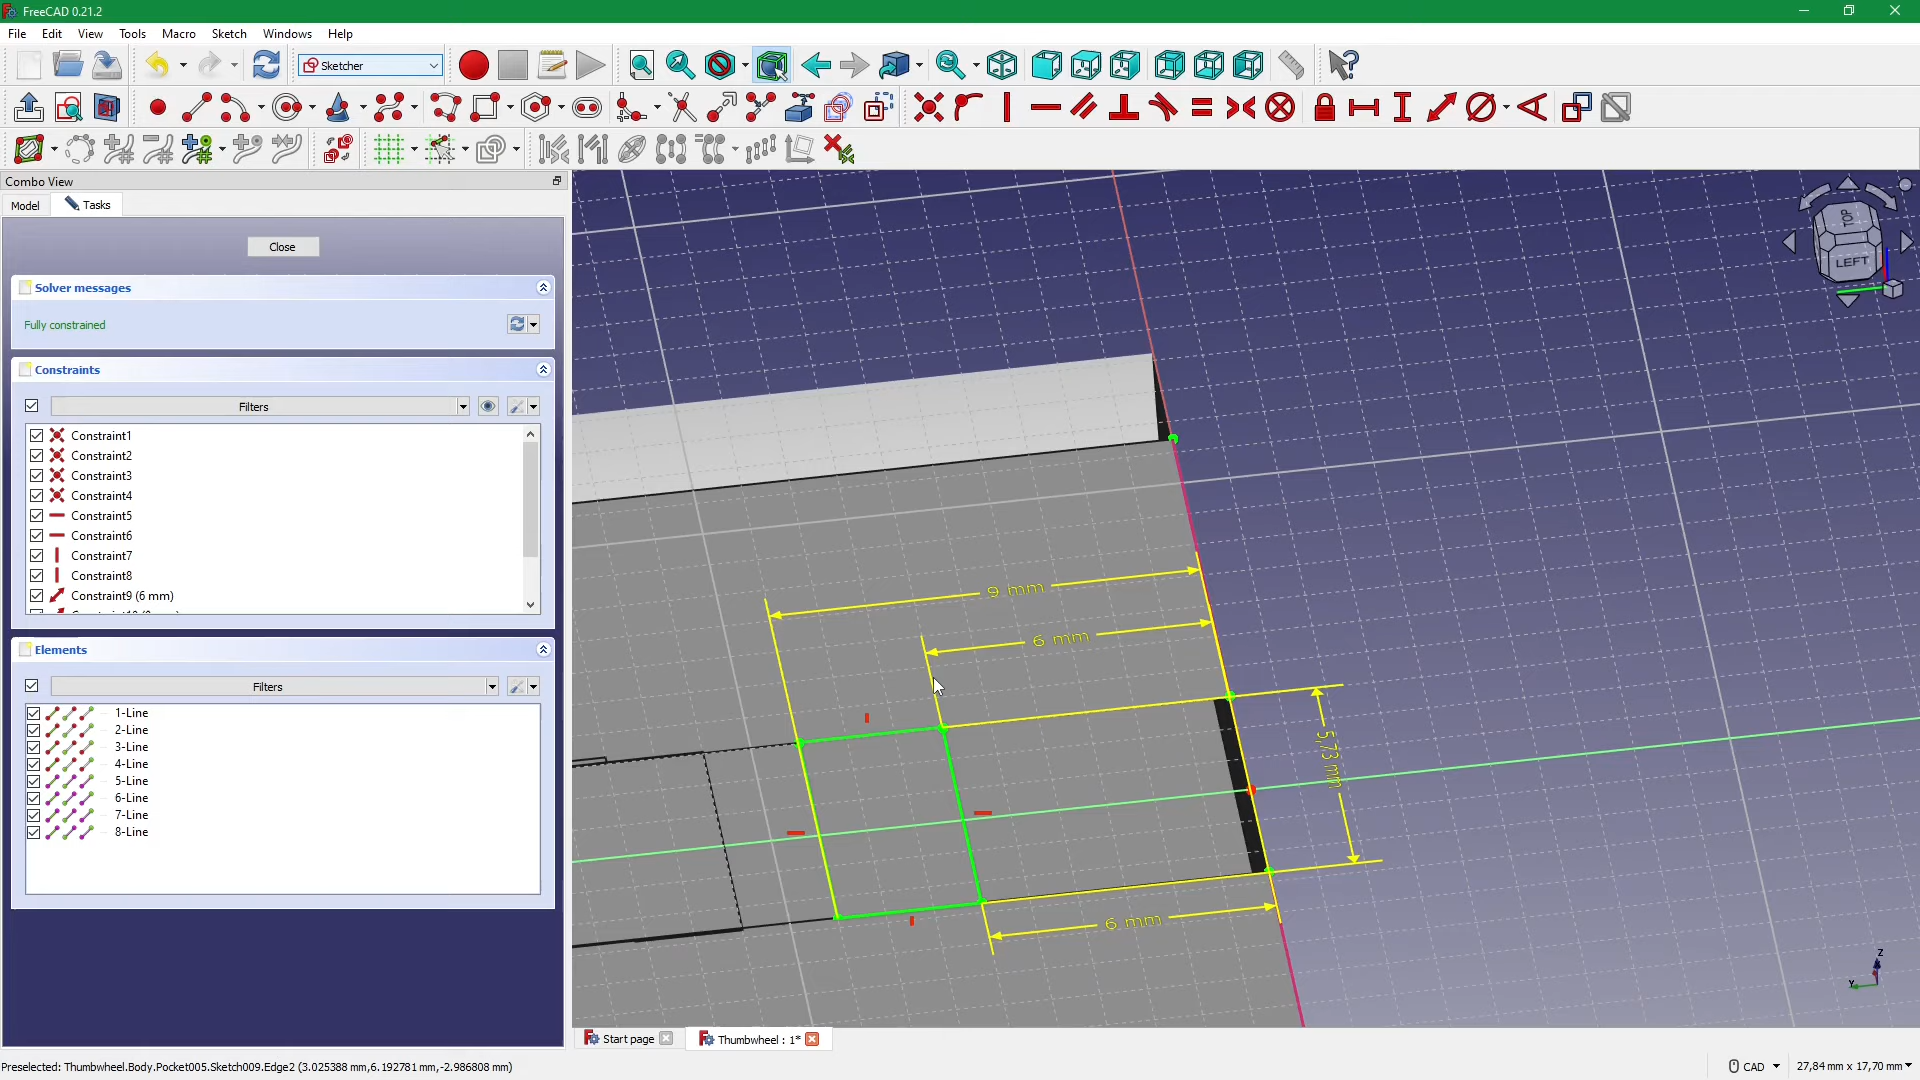 FreeCAD 0.21.2
File Edit View Tools Macro Sketch Windows Help
Sketcher
Combo View
Model Tasks
Close
Solver messages
Fully constrained
Constraints
Filters
Constraint1
Constraint2
Constraint3
Constraint4
Constraint5
Constraint6
Constraint7
Constraint8
Constraint9 (6 mm)
Elements
Filters
1-Line
2-Line
3-Line
4-Line
5-Line
6-Line
7-Line
8-Line
9 mm
6 mm
5,73 mm
6 mm
TOP
LEFT
Z
Y
Start page
Thumbwheel : 1*
Preselected: Thumbwheel.Body.Pocket005.Sketch009.Edge2 (3.025388 mm,6.192781 mm,-2.986808 mm)
CAD
27,84 mm x 17,70 mm